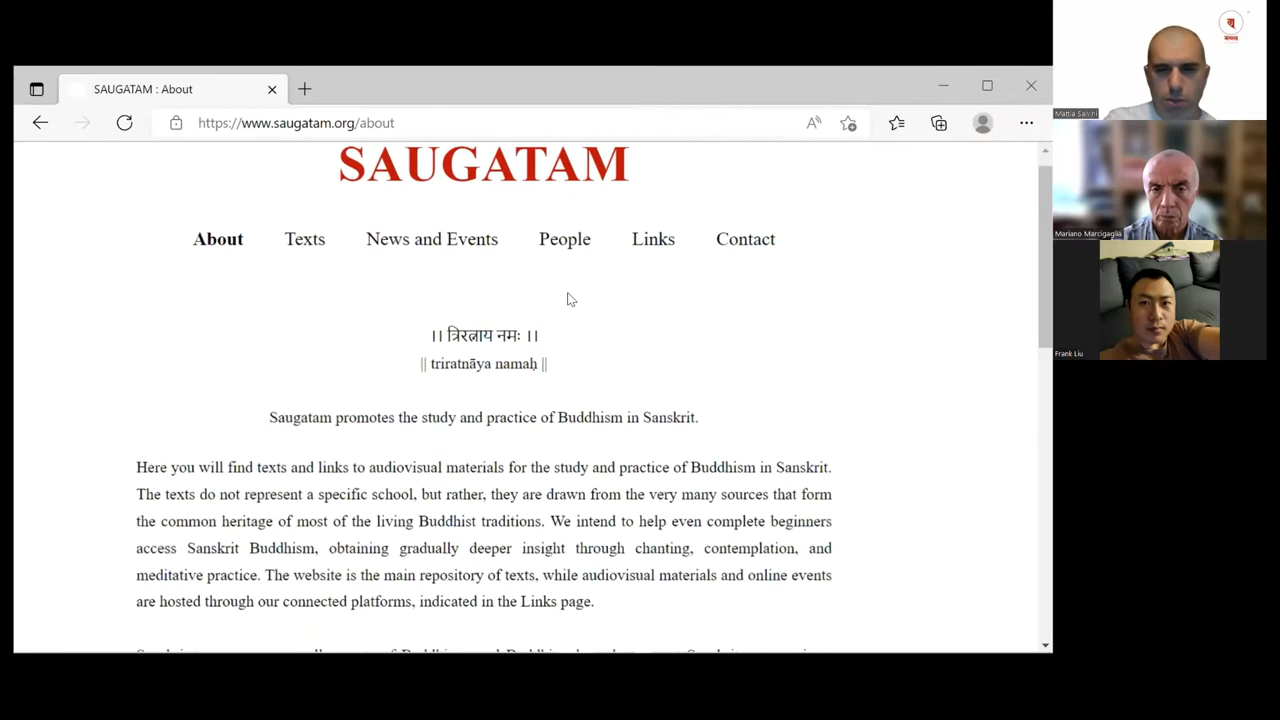 SAUGATAM : About
https://www.saugatam.org/about
SAUGATAM
About Texts News and Events People Links Contact
।। त्रिरत्नाय नमः ।।
|| triratnāya namaḥ ||
Saugatam promotes the study and practice of Buddhism in Sanskrit.
Here you will find texts and links to audiovisual materials for the study and practice of Buddhism in Sanskrit.
The texts do not represent a specific school, but rather, they are drawn from the very many sources that form
the common heritage of most of the living Buddhist traditions. We intend to help even complete beginners
access Sanskrit Buddhism, obtaining gradually deeper insight through chanting, contemplation, and
meditative practice. The website is the main repository of texts, while audiovisual materials and online events
are hosted through our connected platforms, indicated in the Links page.
Mattia Salvini
Mariano Marcigaglia
Frank Liu